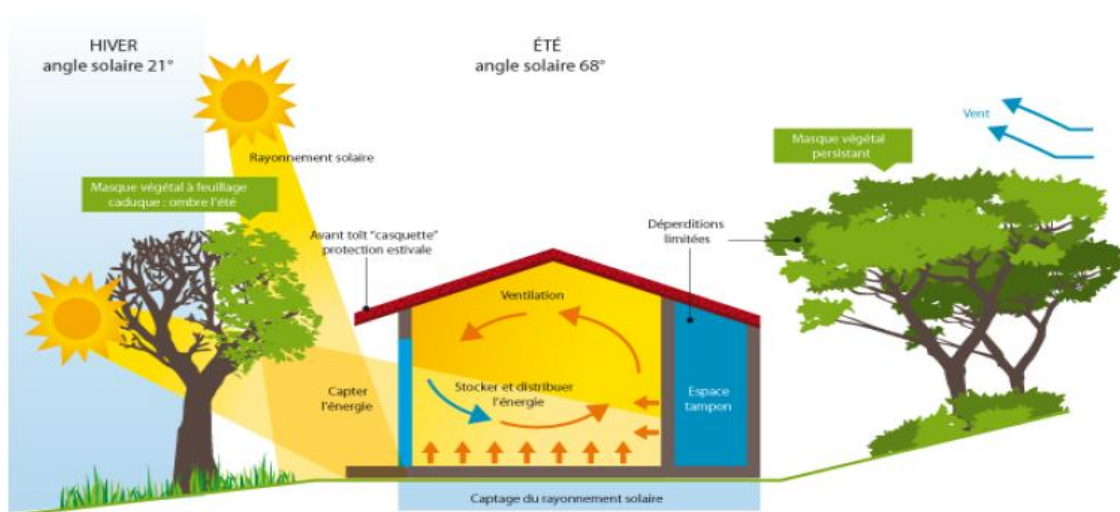 HIVER
angle solaire 21°
ÉTÉ
angle solaire 68°
Vent
Masque végétal
persistant
Rayonnement solaire
Masque végétal à feuillage
caduque : ombre l'été
Avant toît "casquette"
protection estivale
Déperditions
limitées
Ventilation
Capter
l'énergie
Stocker et distribuer
l'énergie
Espace
tampon
Captage du rayonnement solaire